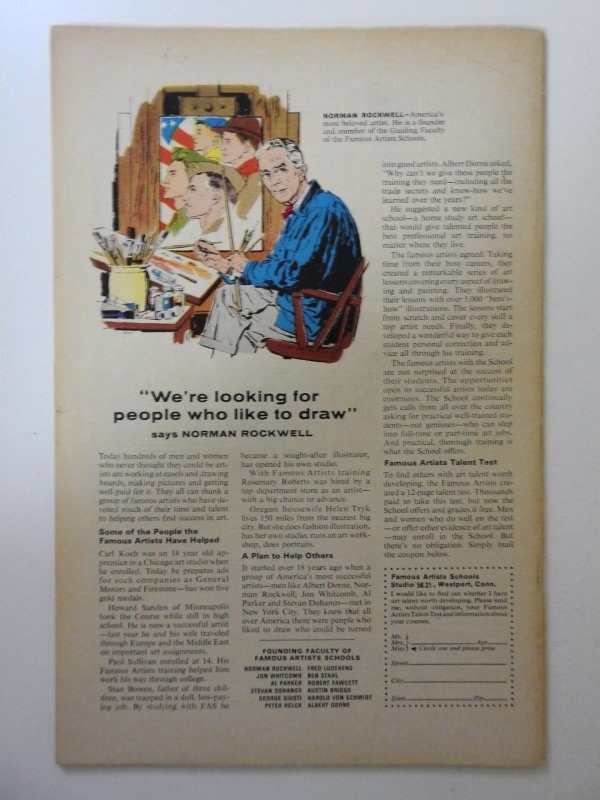 NORMAN ROCKWELL—America's
most beloved artist. He is a founder
and member of the Guiding Faculty
of the Famous Artists Schools.
"We're looking for
people who like to draw"
says NORMAN ROCKWELL
Today hundreds of men and women
who never thought they could be art-
ists are working at easels and drawing
boards, making pictures and getting
well paid for it. They all can thank a
group of famous artists who have de-
voted much of their time and talent
to helping others find success in art.
Some of the People the
Famous Artists Have Helped
Carl Koch was an 18 year old ap-
prentice in a Chicago art studio when
he enrolled. Today he prepares ads
for such companies as General
Motors and Firestone—has won five
gold medals.
Howard Sanden of Minneapolis
took the Course while still in high
school. He is now a successful artist
—last year he and his wife traveled
through Europe and the Middle East
on important art assignments.
Paul Sullivan enrolled at 14. His
Famous Artists training helped him
work his way through college.
Stan Bowen, father of three chil-
dren, was trapped in a dull, low-pay-
ing job. By studying with FAS he
became a sought-after illustrator,
has opened his own studio.
With Famous Artists training
Rosemary Roberts was hired by a
top department store as an artist—
with a big chance to advance.
Oregon housewife Helen Tryk
lives 150 miles from the nearest big
city. But she does fashion illustration,
has her own studio, runs an art work-
shop, does portraits.
A Plan to Help Others
It started over 18 years ago when a
group of America's most successful
artists—men like Albert Dorne, Nor-
man Rockwell, Jon Whitcomb, Al
Parker and Stevan Dohanos—met in
New York City. They knew that all
over America there were people who
liked to draw who could be turned
into good artists. Albert Dorne asked,
"Why can't we give these people the
training they need—including all the
trade secrets and know-how we've
learned over the years?"
He suggested a new kind of art
school—a home study art school—
that would give talented people the
best professional art training, no
matter where they live.
The famous artists agreed. Taking
time from their busy careers, they
created a remarkable series of art
lessons covering every aspect of draw-
ing and painting. They illustrated
their lessons with over 5,000 "here's-
how" illustrations. The lessons start
from scratch and cover every skill a
top artist needs. Finally, they de-
veloped a wonderful way to give each
student personal correction and ad-
vice all through his training.
The famous artists with the School
are not surprised at the success of
their students. The opportunities
open to successful artists today are
enormous. The School continually
gets calls from all over the country
asking for practical well-trained stu-
dents—not geniuses—who can step
into full-time or part-time art jobs.
And practical, thorough training is
what the School offers.
Famous Artists Talent Test
To find others with art talent worth
developing, the Famous Artists cre-
ated a 12-page talent test. Thousands
paid to take this test, but now the
School offers and grades it free. Men
and women who do well on the test
—or offer other evidence of art talent
—may enroll in the School. But
there's no obligation. Simply mail
the coupon below.
FOUNDING FACULTY OF
FAMOUS ARTISTS SCHOOLS
NORMAN ROCKWELL FRED LUDEKENS
JON WHITCOMB BEN STAHL
AL PARKER ROBERT FAWCETT
STEVAN DOHANOS AUSTIN BRIGGS
GEORGE GIUSTI HAROLD VON SCHMIDT
PETER HELCK ALBERT DORNE
Famous Artists Schools
Studio 5821, Westport, Conn.
I would like to find out whether I have
art talent worth developing. Please send
me, without obligation, your Famous
Artists Talent Test and information about
your courses.
Mr.
Mrs. Age
Miss Circle one and please print
Street
City
State Zip